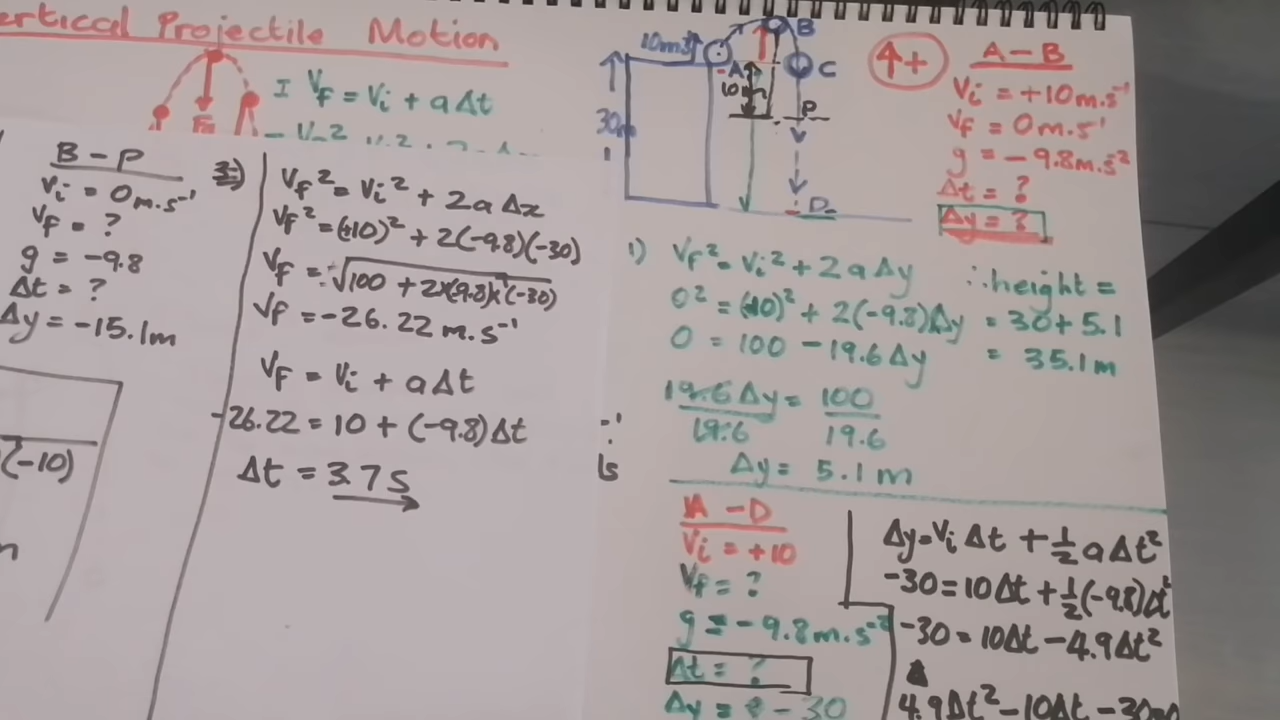 ertical Projectile Motion
I Vf = Vi + aΔt
Fg
B - P
Vi = 0 m.s⁻¹
Vf = ?
g = -9.8
Δt = ?
Δy = -15.1m
(-10)
3:)
Vf² = Vi² + 2aΔx
Vf² = (+10)² + 2(-9.8)(-30)
Vf = -√100 + 2×(9.8)×(-30)
Vf = -26.22 m.s⁻¹
Vf = Vi + aΔt
-26.22 = 10 + (-9.8)Δt
Δt = 3.7s
10m
30m
B
A
C
10m
P
D
4+
A - B
Vi = +10m.s⁻¹
Vf = 0m.s⁻¹
g = -9.8m.s⁻²
Δt = ?
Δy = ?
1) Vf² = Vi² + 2aΔy
0² = (+10)² + 2(-9.8)Δy
0 = 100 - 19.6Δy
19.6Δy = 100
19.6 19.6
Δy = 5.1m
∴ height =
= 30 + 5.1
= 35.1m
A - D
Vi = +10
Vf = ?
g = -9.8m.s⁻²
Δt = ?
Δy = - 30
Δy = ViΔt + ½aΔt²
-30 = 10Δt + ½(-9.8)Δt²
-30 = 10Δt - 4.9Δt²
4.9Δt² - 10Δt - 30